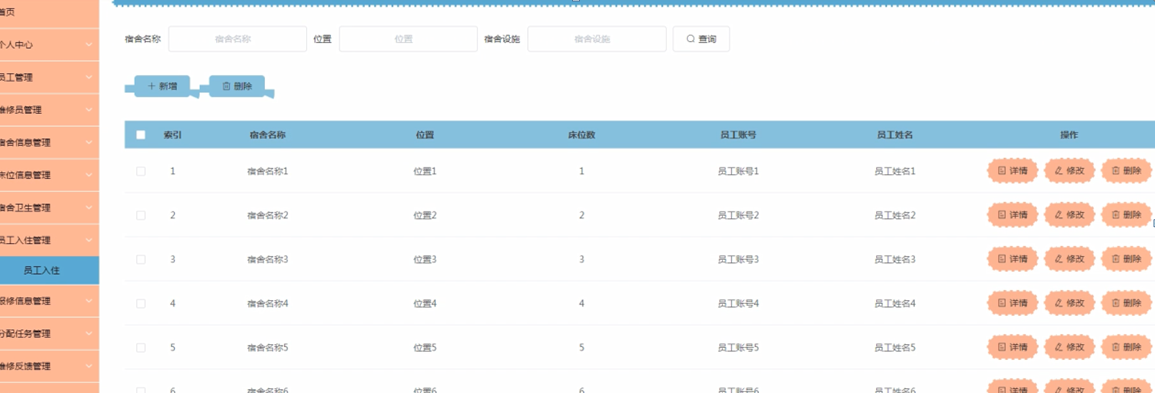 首页
个人中心
员工管理
维修员管理
宿舍信息管理
床位信息管理
宿舍卫生管理
员工入住管理
员工入住
报修信息管理
分配任务管理
维修反馈管理
宿舍名称 宿舍名称 位置 位置 宿舍设施 宿舍设施 查询
新增 删除
索引 宿舍名称 位置 床位数 员工账号 员工姓名 操作
1 宿舍名称1 位置1 1 员工账号1 员工姓名1 详情 修改 删除
2 宿舍名称2 位置2 2 员工账号2 员工姓名2 详情 修改 删除
3 宿舍名称3 位置3 3 员工账号3 员工姓名3 详情 修改 删除
4 宿舍名称4 位置4 4 员工账号4 员工姓名4 详情 修改 删除
5 宿舍名称5 位置5 5 员工账号5 员工姓名5 详情 修改 删除
6 宿舍名称6 位置6 6 员工账号6 员工姓名6 详情 修改 删除